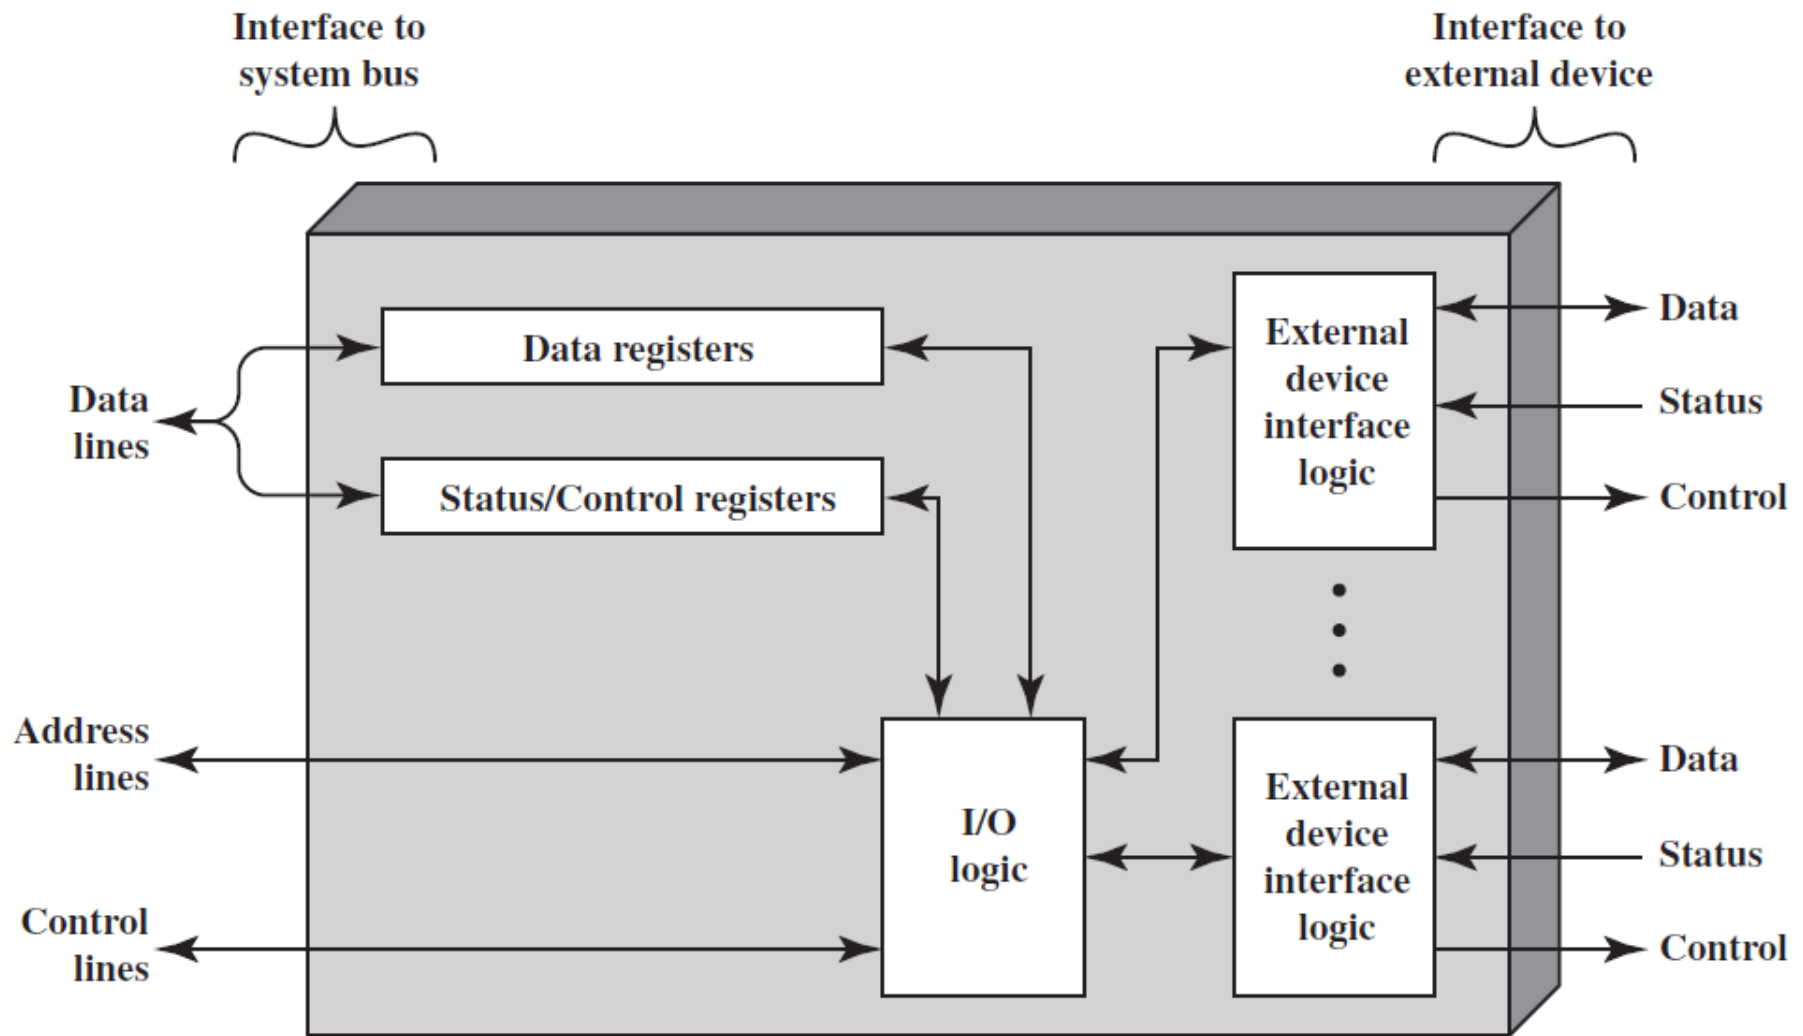 Interface to
system bus
Interface to
external device
Data registers
Status/Control registers
Data
lines
External
device
interface
logic
Data
Status
Control
Address
lines
I/O
logic
Control
lines
External
device
interface
logic
Data
Status
Control